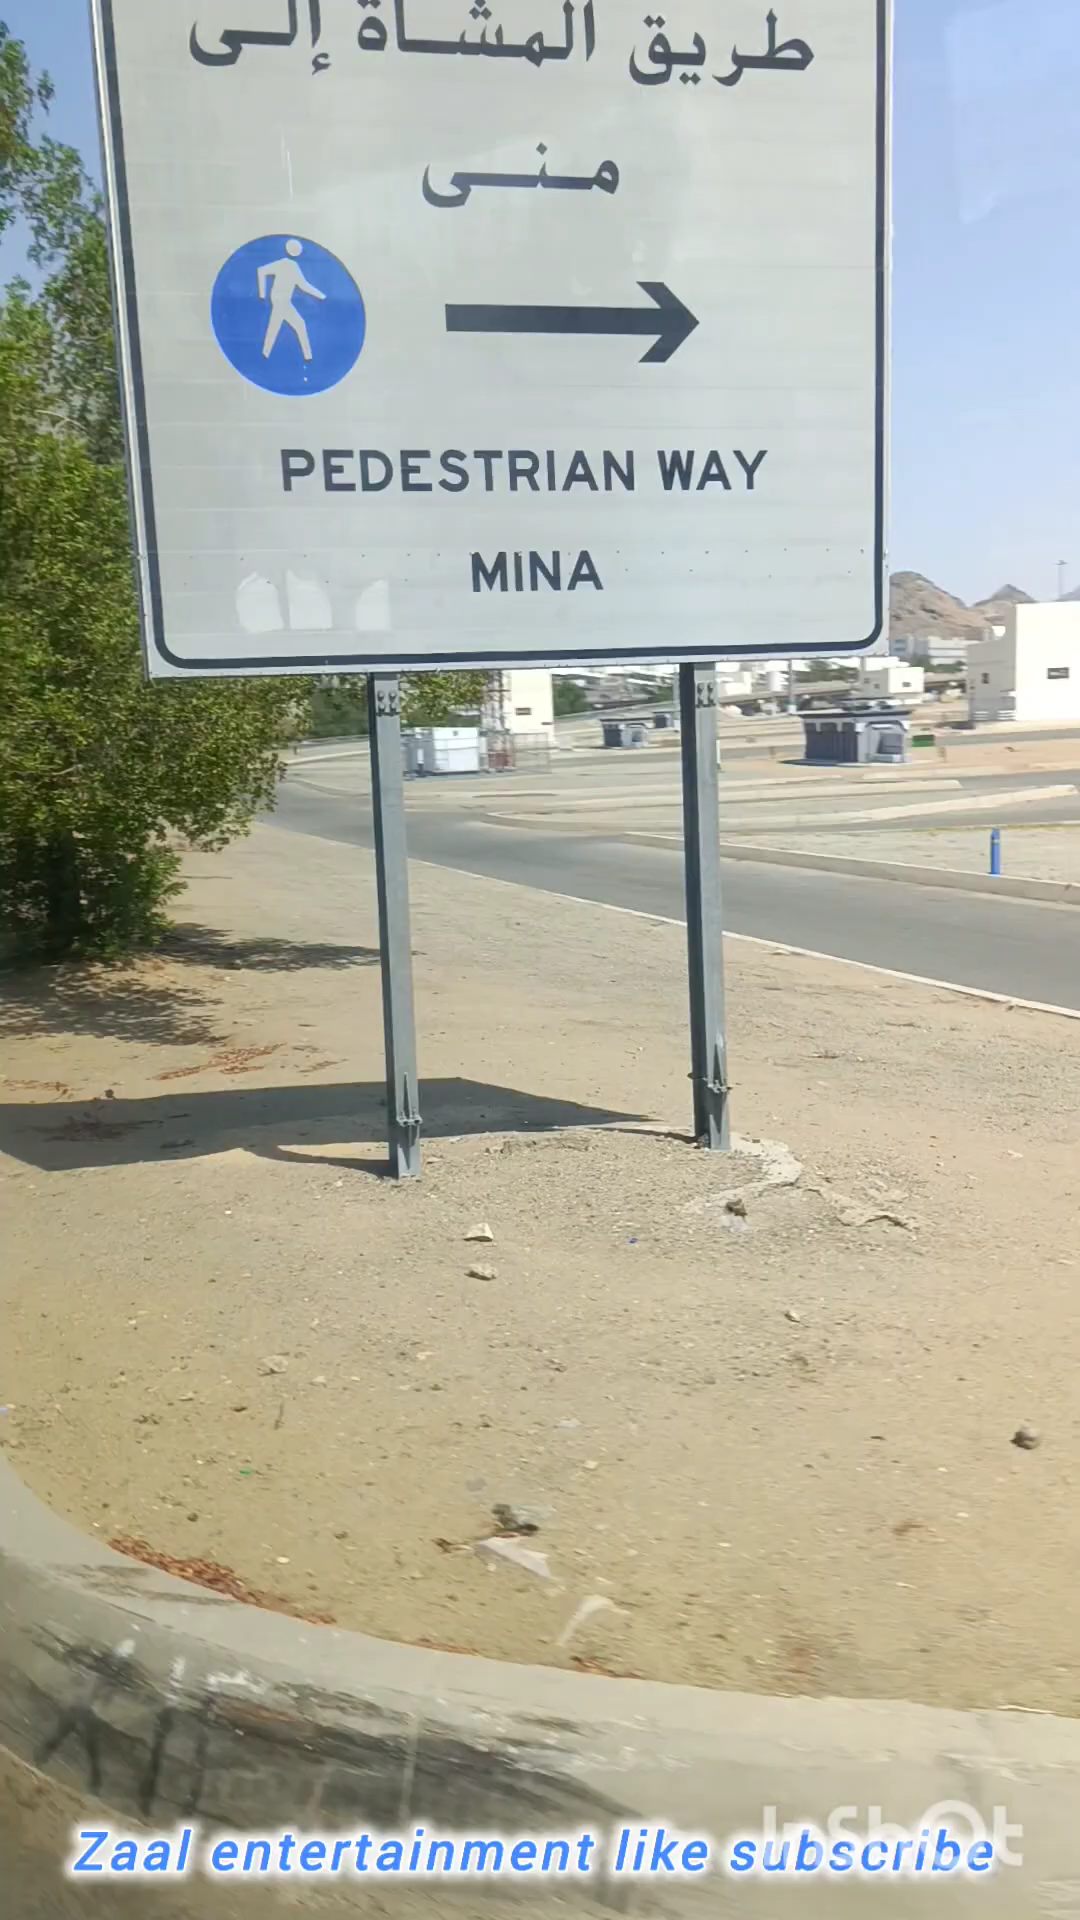 طريق المشاة إلى
منى
PEDESTRIAN WAY
MINA
Zaal entertainment like subscribe
InShOt